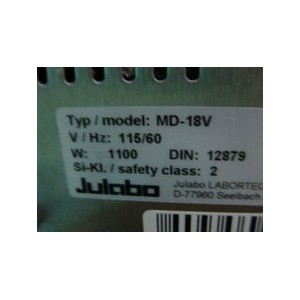 Typ / model: MD-18V
V / Hz: 115/60
W: 1100 DIN: 12879
Si-Kl. / safety class: 2
Julabo
Julabo LABORTEC
D-77960 Seelbach